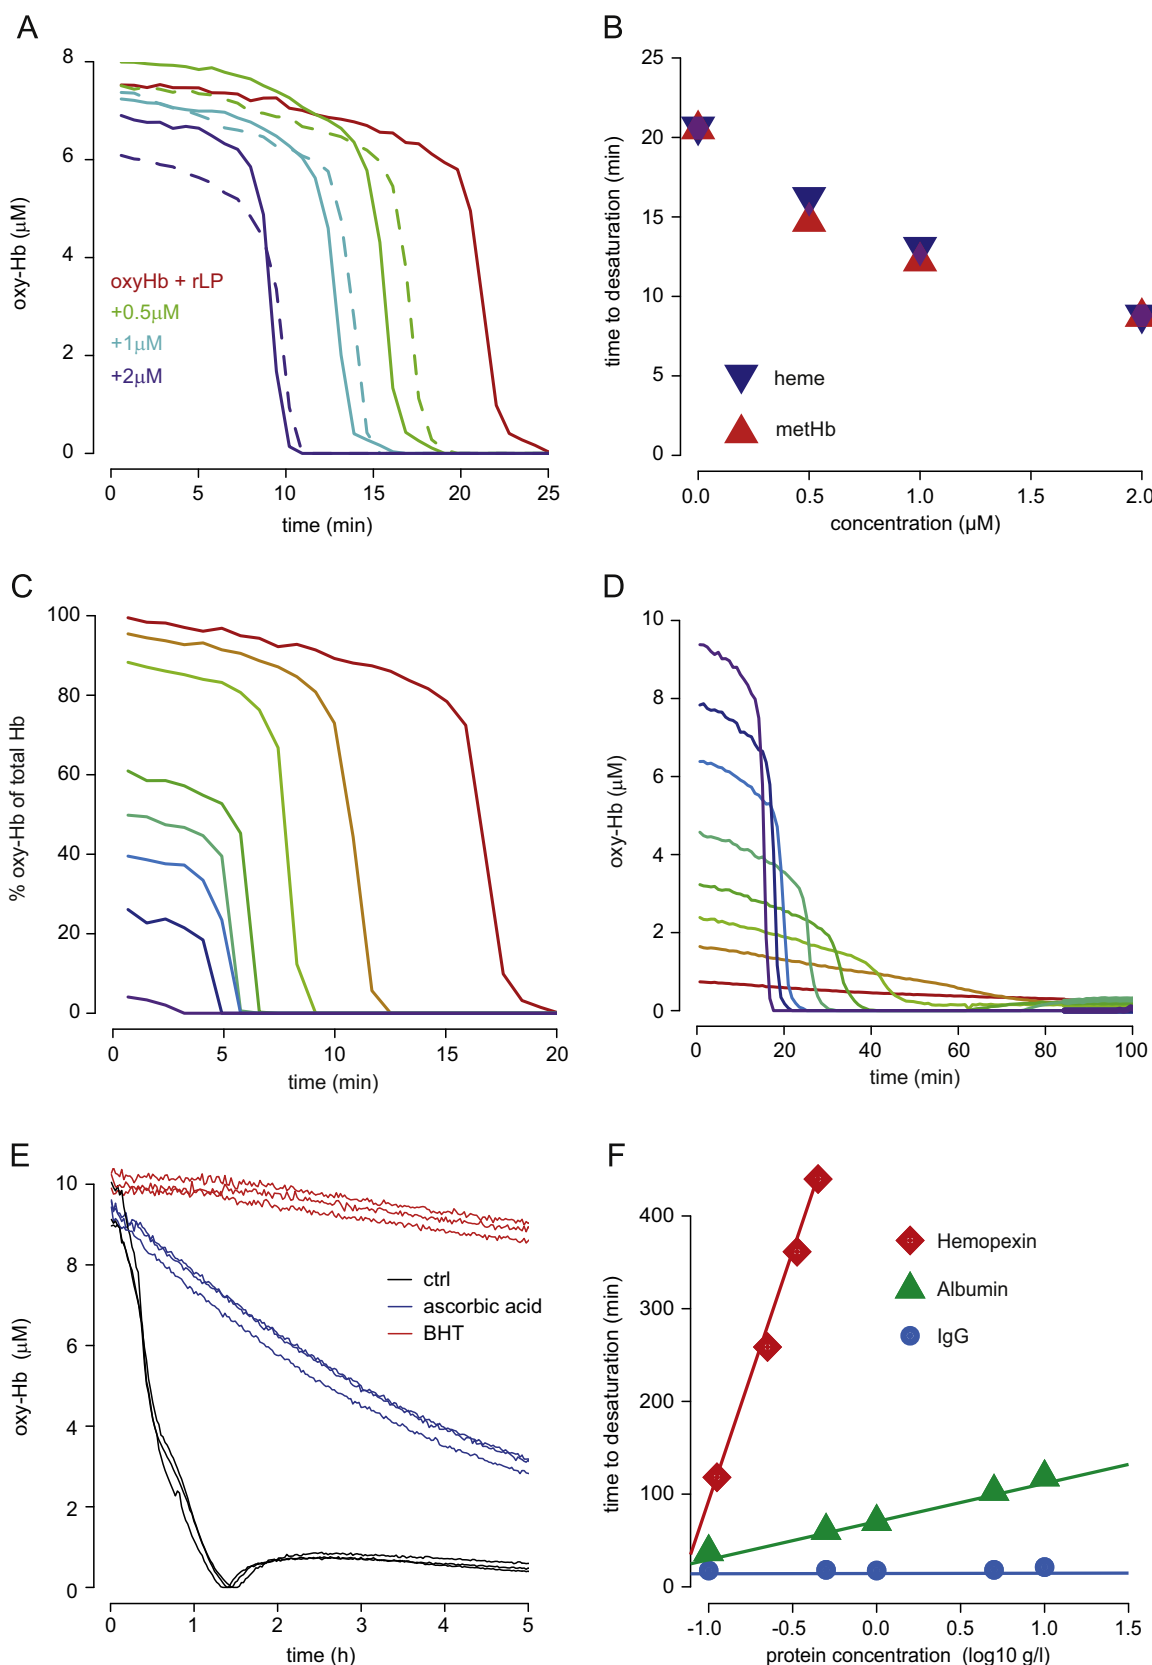 A
8
6
4
2
0
oxy-Hb (µM)
oxyHb + rLP
+0.5µM
+1µM
+2µM
0 5 10 15 20 25
time (min)
B
25
20
15
10
5
0
time to desaturation (min)
heme
metHb
0.0 0.5 1.0 1.5 2.0
concentration (µM)
C
100
80
60
40
20
0
% oxy-Hb of total Hb
0 5 10 15 20
time (min)
D
10
8
6
4
2
0
oxy-Hb (µM)
0 20 40 60 80 100
time (min)
E
10
8
6
4
2
0
oxy-Hb (µM)
ctrl
ascorbic acid
BHT
0 1 2 3 4 5
time (h)
F
400
300
200
100
0
time to desaturation (min)
Hemopexin
Albumin
IgG
-1.0 -0.5 0.0 0.5 1.0 1.5
protein concentration (log10 g/l)